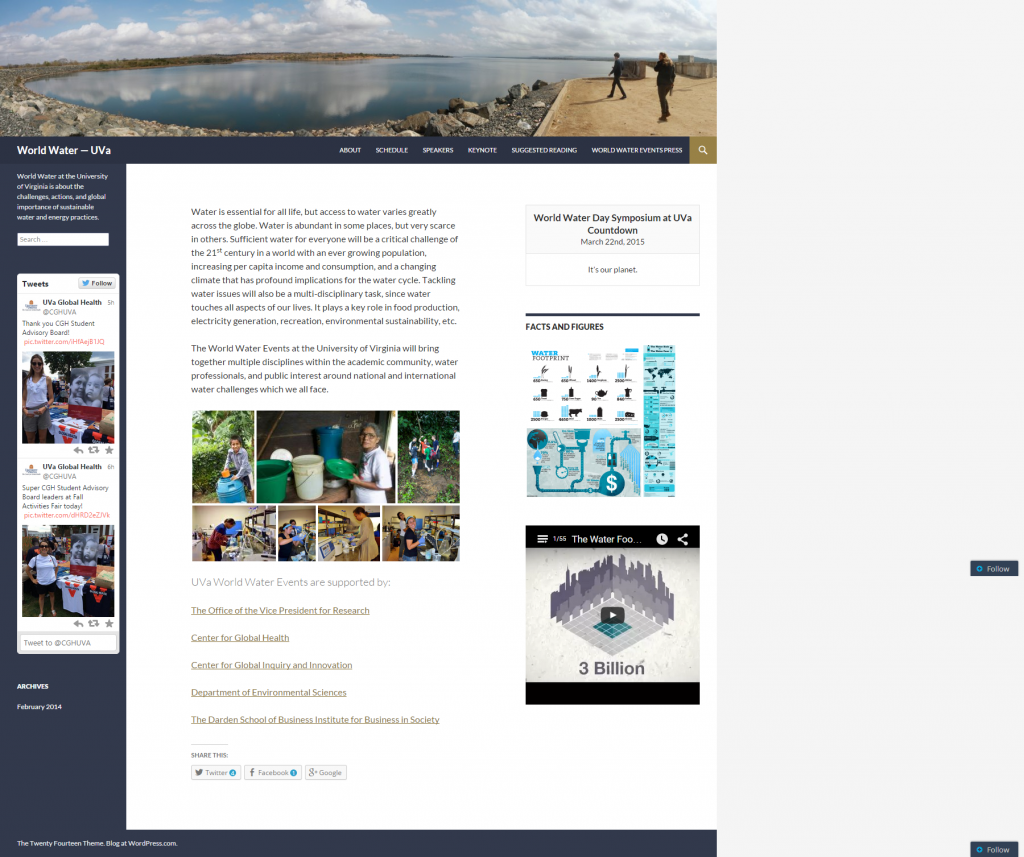 World Water — UVa
ABOUT SCHEDULE SPEAKERS KEYNOTE SUGGESTED READING WORLD WATER EVENTS PRESS
World Water at the University
of Virginia is about the
challenges, actions, and global
importance of sustainable
water and energy practices.
Search …
Tweets Follow
UVa Global Health 5h
@CGHUVA
Thank you CGH Student
Advisory Board!
UVa Global Health 6h
@CGHUVA
Super CGH Student Advisory
Board leaders at Fall
Activities Fair today!
pic.twitter.com/dHRD2eZJVk
Tweet to @CGHUVA
ARCHIVES
February 2014
Water is essential for all life, but access to water varies greatly
across the globe. Water is abundant in some places, but very scarce
in others. Sufficient water for everyone will be a critical challenge of
the 21st century in a world with an ever growing population,
increasing per capita income and consumption, and a changing
climate that has profound implications for the water cycle. Tackling
water issues will also be a multi-disciplinary task, since water
touches all aspects of our lives. It plays a key role in food production,
electricity generation, recreation, environmental sustainability, etc.
The World Water Events at the University of Virginia will bring
together multiple disciplines within the academic community, water
professionals, and public interest around national and international
water challenges which we all face.
UVa World Water Events are supported by:
The Office of the Vice President for Research
Center for Global Health
Center for Global Inquiry and Innovation
Department of Environmental Sciences
The Darden School of Business Institute for Business in Society
SHARE THIS:
Twitter 4 Facebook 1 Google
World Water Day Symposium at UVa
Countdown
March 22nd, 2015
It's our planet.
FACTS AND FIGURES
WATER
FOOTPRINT
$
1/55 The Water Foo...
3 Billion
Follow
The Twenty Fourteen Theme. Blog at WordPress.com.
Follow